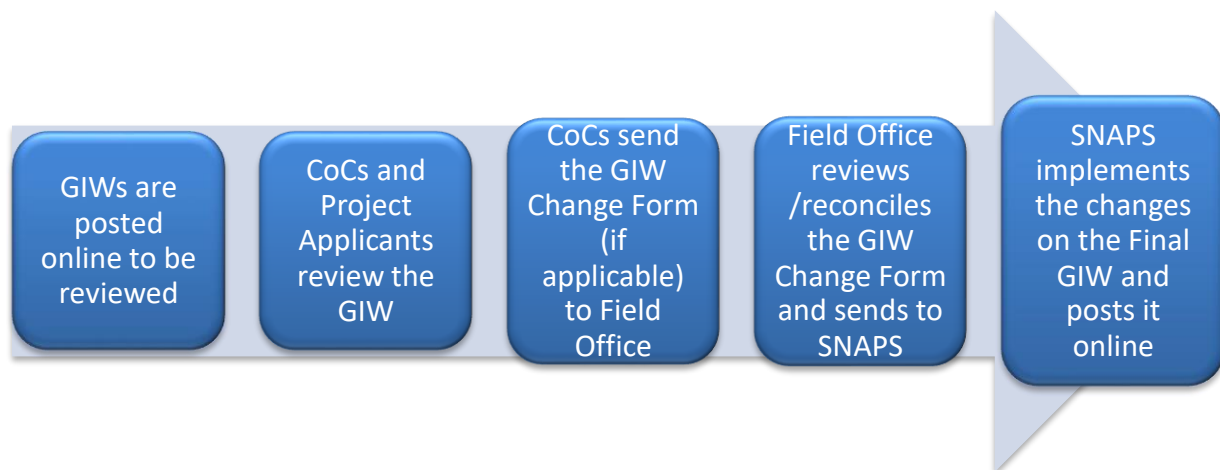 GIWs are
posted
online to be
reviewed
CoCs and
Project
Applicants
review the
GIW
CoCs send
the GIW
Change Form
(if
applicable)
to Field
Office
Field Office
reviews
/reconciles
the GIW
Change Form
and sends to
SNAPS
SNAPS
implements
the changes
on the Final
GIW and
posts it
online